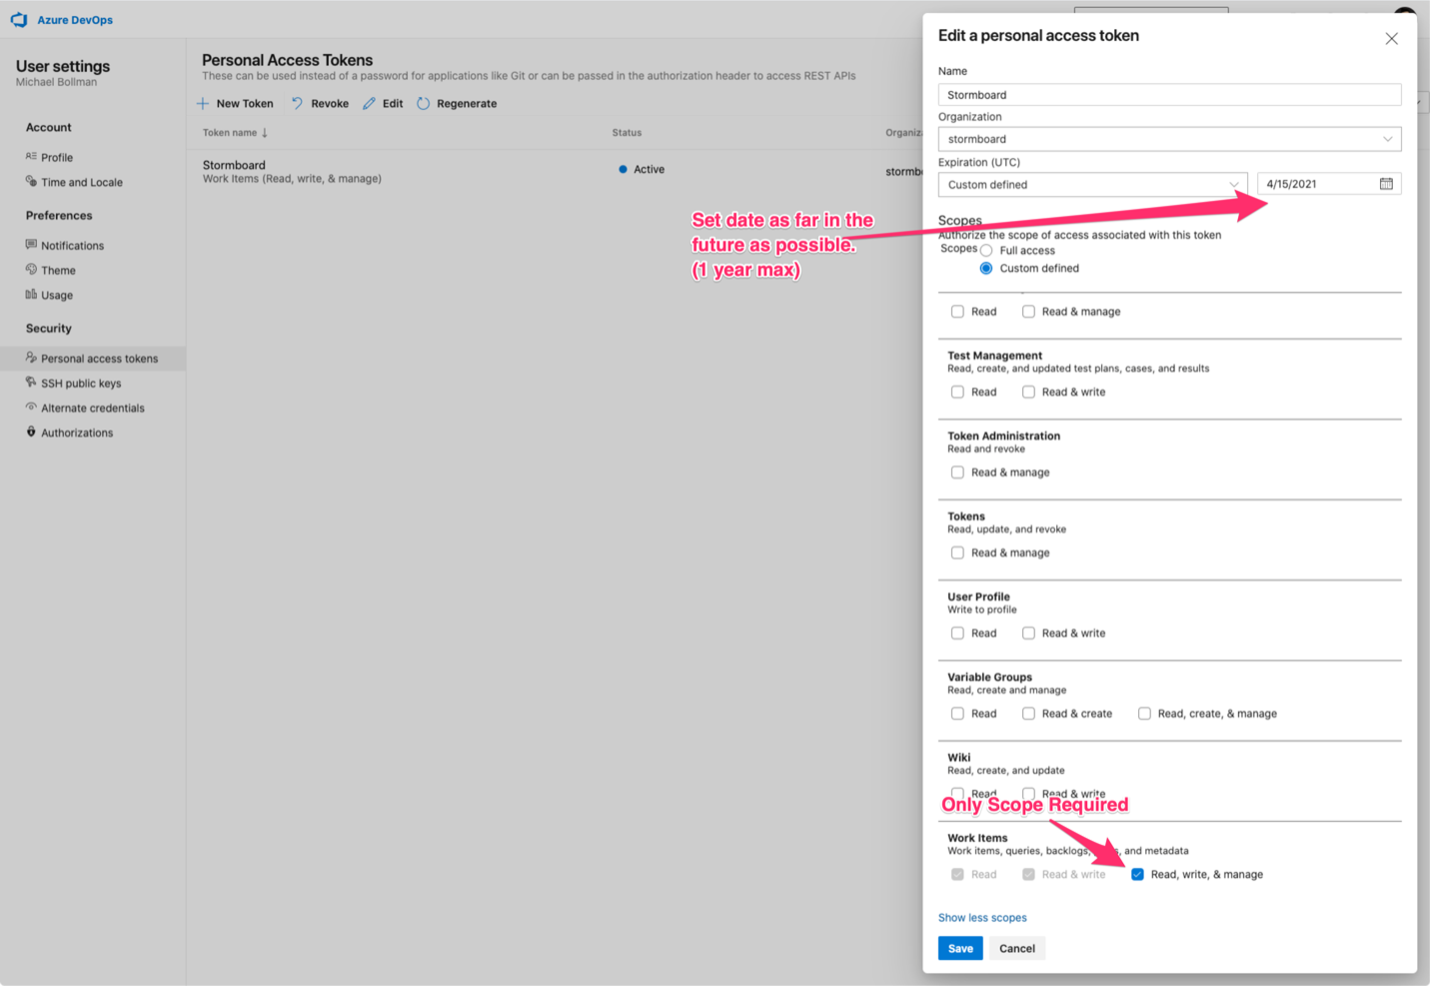 Azure DevOps
User settings
Michael Bollman
Account
Profile
Time and Locale
Preferences
Notifications
Theme
Usage
Security
Personal access tokens
SSH public keys
Alternate credentials
Authorizations
Personal Access Tokens
These can be used instead of a password for applications like Git or can be passed in the authorization header to access REST APIs
New Token Revoke Edit Regenerate
Token name ↓ Status
Stormboard Active
Work Items (Read, write, & manage)
Set date as far in the
future as possible.
(1 year max)
Edit a personal access token
Name
Stormboard
Organization
stormboard
Expiration (UTC)
Custom defined 4/15/2021
Scopes
Authorize the scope of access associated with this token
Scopes Full access
Custom defined
Read Read & manage
Test Management
Read, create, and updated test plans, cases, and results
Read Read & write
Token Administration
Read and revoke
Read & manage
Tokens
Read, update, and revoke
Read & manage
User Profile
Write to profile
Read Read & write
Variable Groups
Read, create and manage
Read Read & create Read, create, & manage
Wiki
Read, create, and update
Read Read & write
Only Scope Required
Work Items
Work items, queries, backlogs, and metadata
Read Read & write Read, write, & manage
Show less scopes
Save Cancel